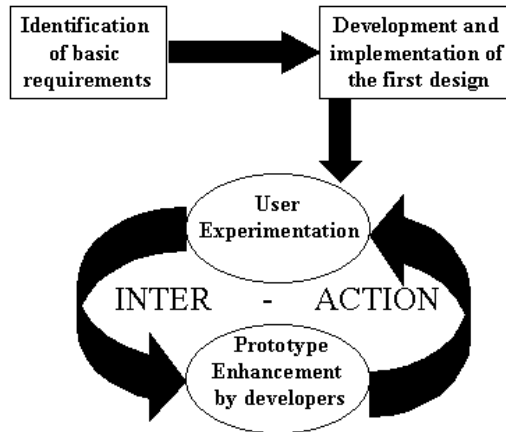 Identification
of basic
requirements
Development and
implementation of
the first design
User
Experimentation
INTER - ACTION
Prototype
Enhancement
by developers